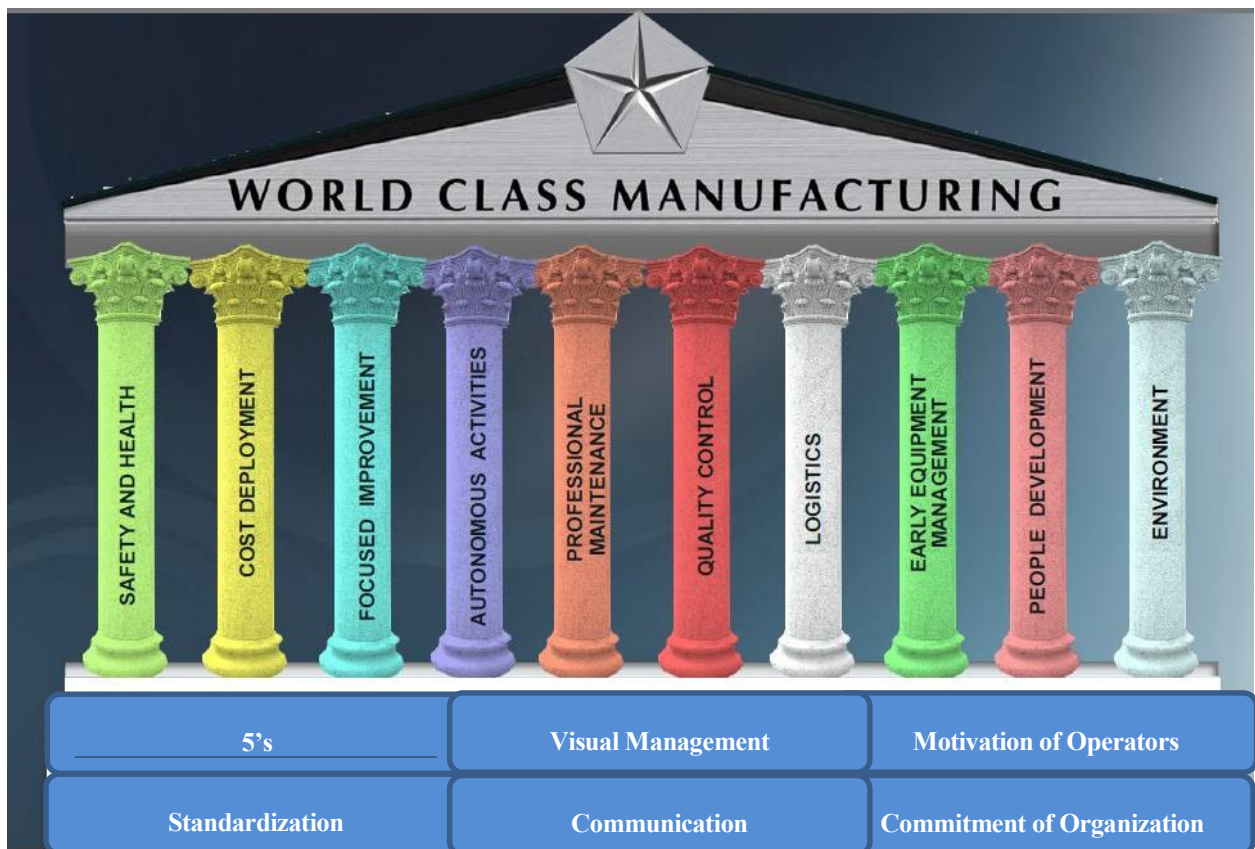 WORLD CLASS MANUFACTURING
SAFETY AND HEALTH
COST DEPLOYMENT
FOCUSED IMPROVEMENT
AUTONOMOUS ACTIVITIES
PROFESSIONAL
MAINTENANCE
QUALITY CONTROL
LOGISTICS
EARLY EQUIPMENT
MANAGEMENT
PEOPLE DEVELOPMENT
ENVIRONMENT
5’s
Visual Management
Motivation of Operators
Standardization
Communication
Commitment of Organization